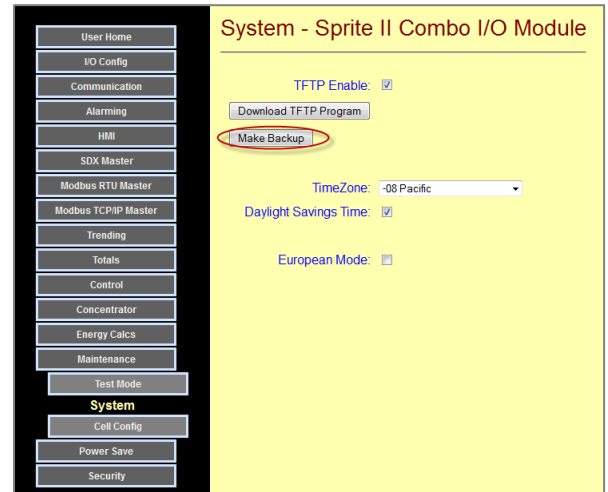 User Home
I/O Config
Communication
Alarming
HMI
SDX Master
Modbus RTU Master
Modbus TCP/IP Master
Trending
Totals
Control
Concentrator
Energy Calcs
Maintenance
Test Mode
System
Cell Config
Power Save
Security
System - Sprite II Combo I/O Module
TFTP Enable:
Download TFTP Program
Make Backup
TimeZone: -08 Pacific
Daylight Savings Time:
European Mode: